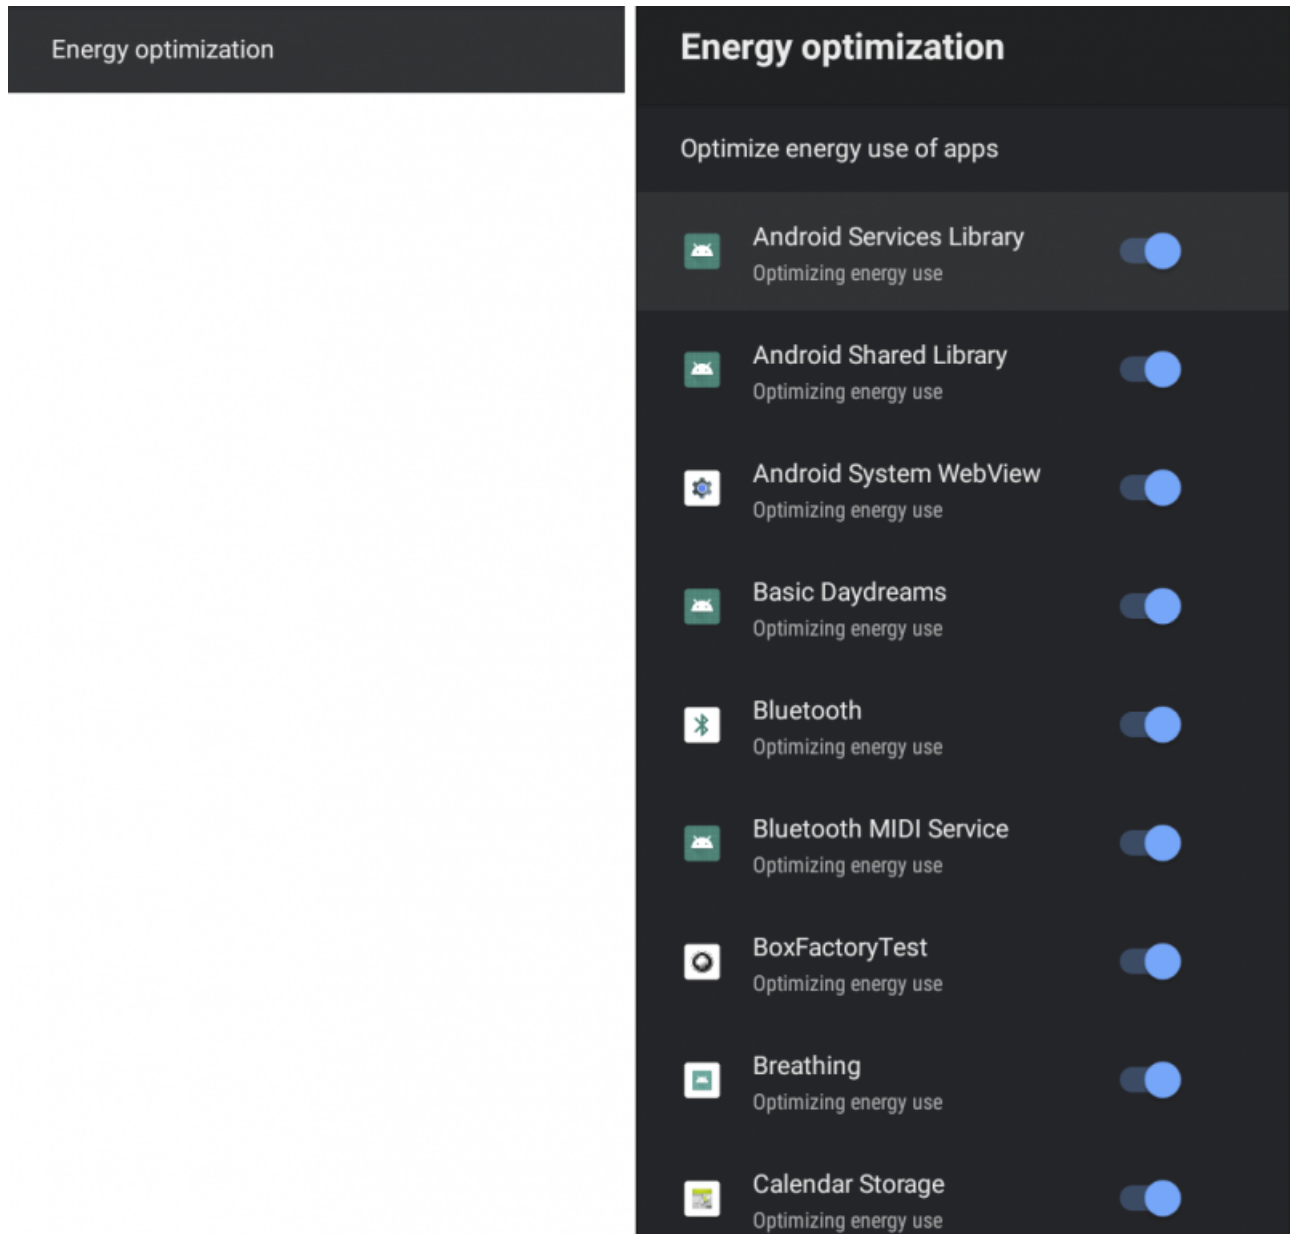 Energy optimization
Energy optimization
Optimize energy use of apps
Android Services Library
Optimizing energy use
Android Shared Library
Optimizing energy use
Android System WebView
Optimizing energy use
Basic Daydreams
Optimizing energy use
Bluetooth
Optimizing energy use
Bluetooth MIDI Service
Optimizing energy use
BoxFactoryTest
Optimizing energy use
Breathing
Optimizing energy use
Calendar Storage
Optimizing energy use